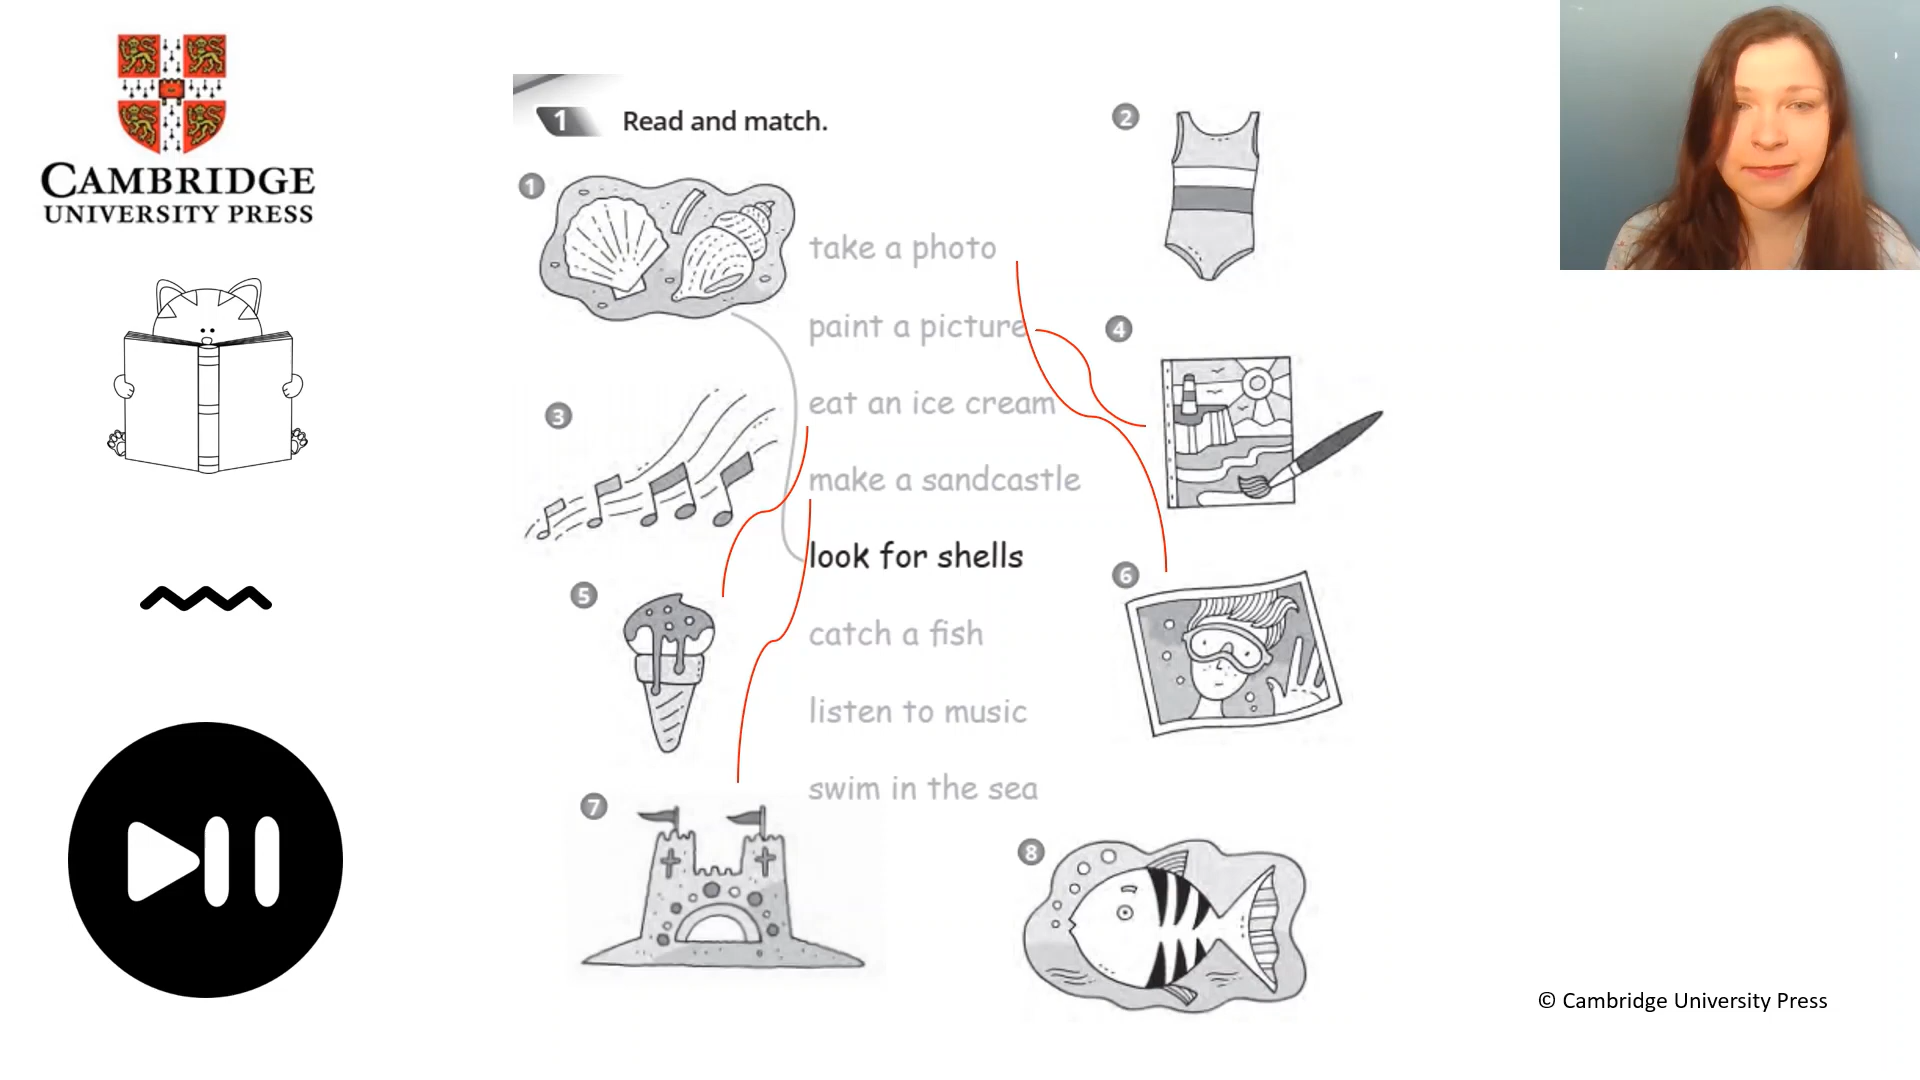 CAMBRIDGE
UNIVERSITY PRESS
1 Read and match.
1
2
3
4
5
6
7
8
take a photo
paint a picture
eat an ice cream
make a sandcastle
look for shells
catch a fish
listen to music
swim in the sea
© Cambridge University Press